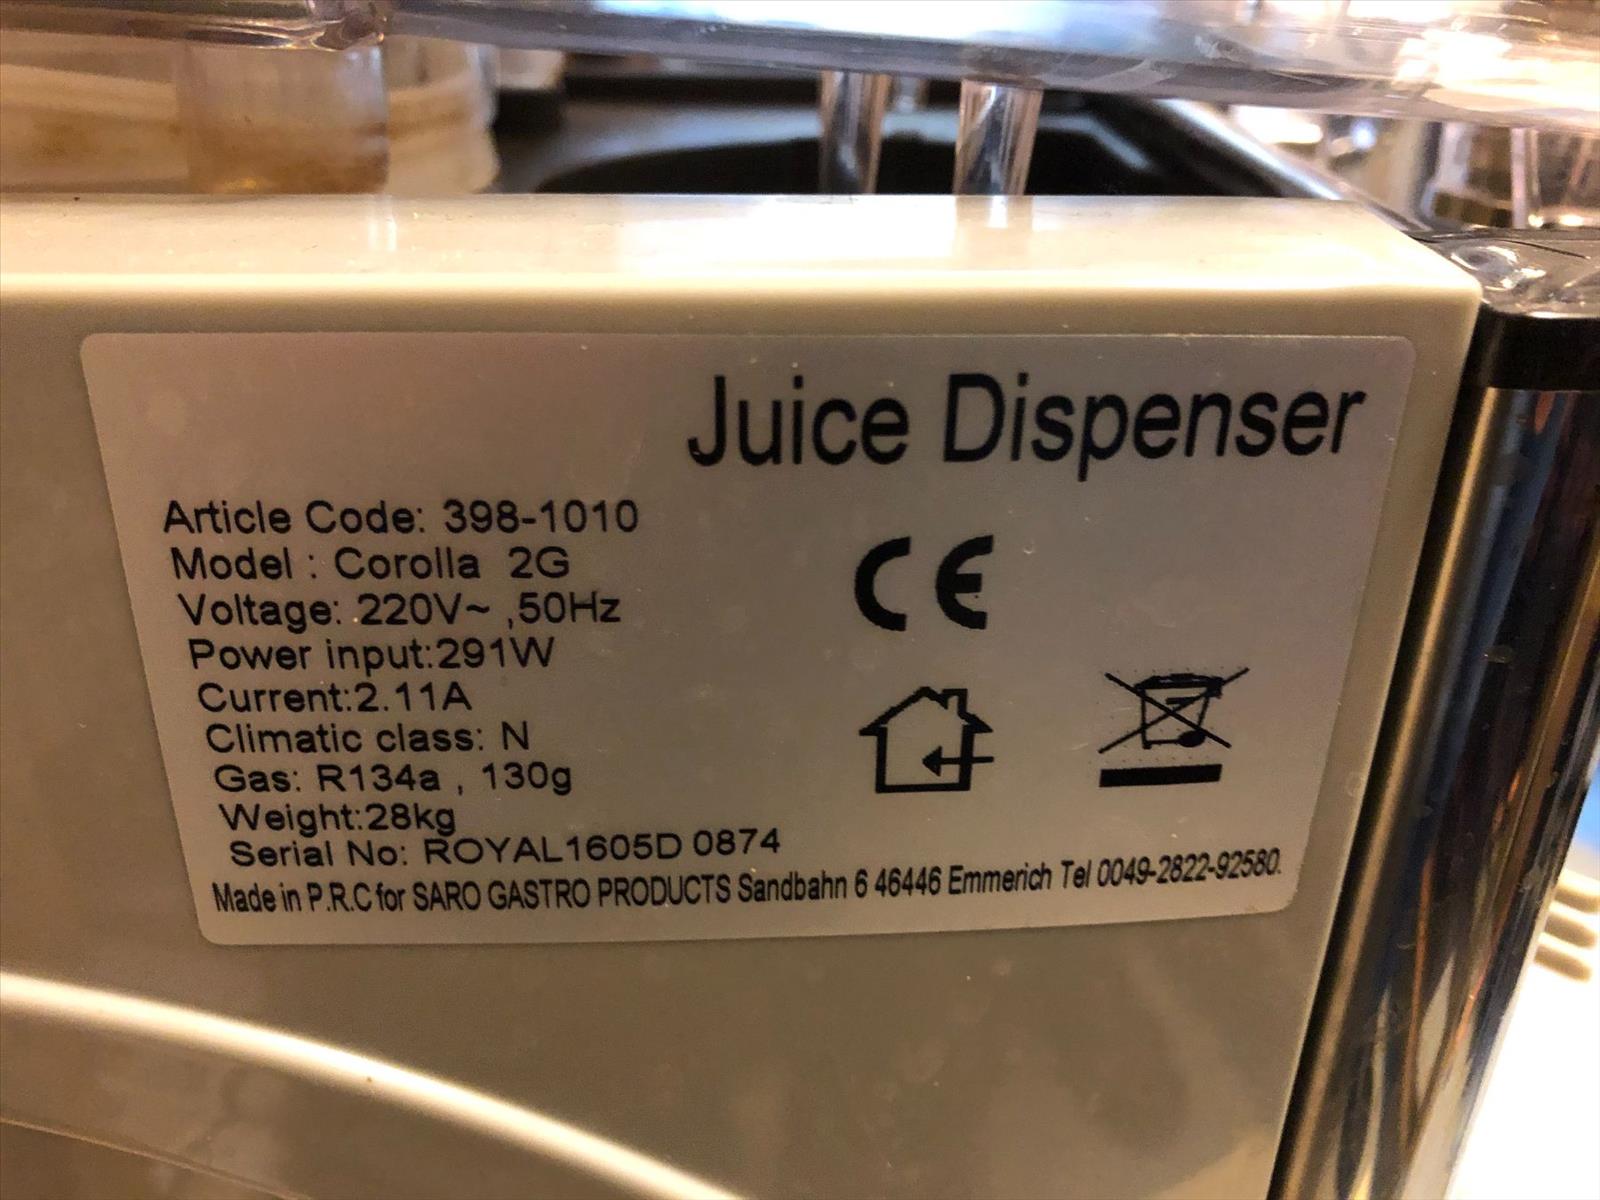 Juice Dispenser
Article Code: 398-1010
Model : Corolla 2G
Voltage: 220V~ ,50Hz
Power input:291W
Current:2.11A
Climatic class: N
Gas: R134a , 130g
Weight:28kg
Serial No: ROYAL1605D 0874
Made in P.R.C for SARO GASTRO PRODUCTS Sandbahn 6 46446 Emmerich Tel 0049-2822-92580.
CE